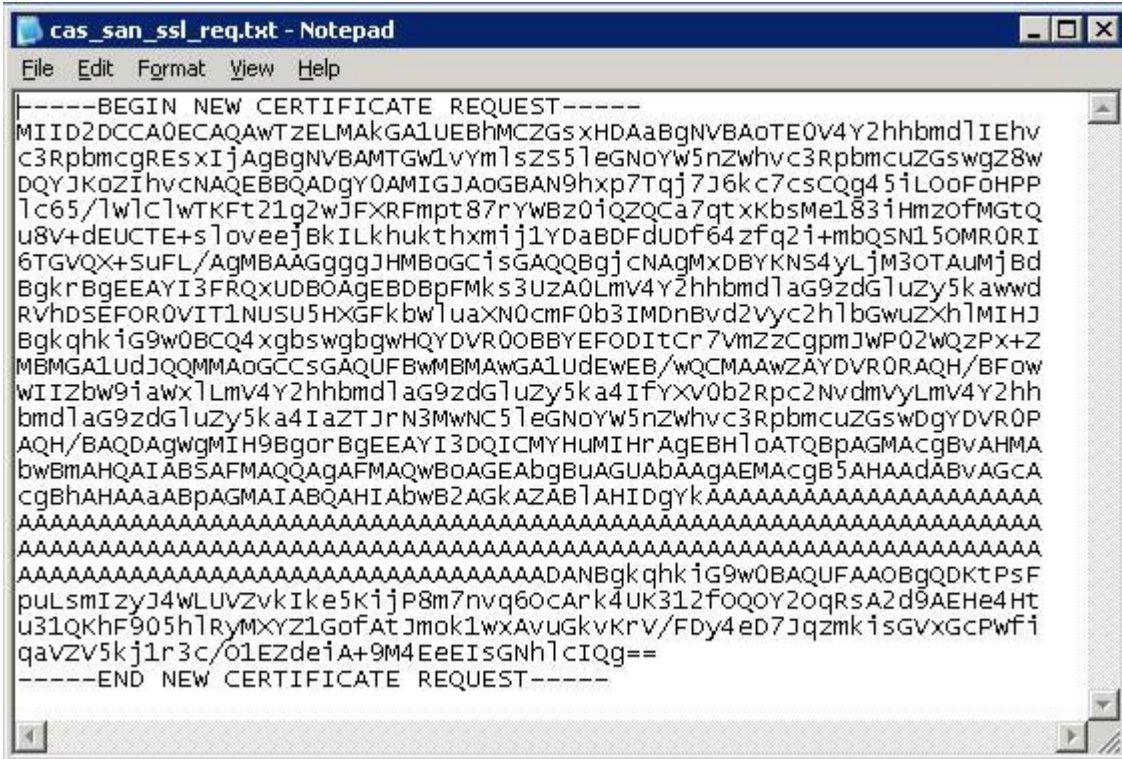 cas_san_ssl_req.txt - Notepad
File Edit Format View Help
-----BEGIN NEW CERTIFICATE REQUEST-----
MIID2DCCA0ECAQAwTzELMAkGA1UEBhMCZGsxHDAaBgNVBAoTE0V4Y2hhbmdlIEhv
c3RpbmcgREsxIjAgBgNVBAMTGW1vYmlsZS5leGNoYW5nZWhvc3RpbmcuZGswgZ8w
DQYJKoZIhvcNAQEBBQADgY0AMIGJAoGBAN9hxp7Tqj7J6kc7csCQg45iLOoFoHPP
lc65/lWlClwTKFt21g2wJFXRFmpt87rYWBz0iQZQCa7qtxKbsMe183iHmzOfMGtQ
u8V+dEUCTE+sloveejBkILkhukthxmij1YDaBDFdUDf64zfq2i+mbQSN15OMR0RI
6TGVQX+SuFL/AgMBAAGgggJHMBoGCisGAQQBgjcNAgMxDBYKNS4yLjM3OTAuMjBd
BgkrBgEEAYI3FRQxUDBOAgEBDBpFMks3UzA0LmV4Y2hhbmdlaG9zdGluZy5kawwd
RVhDSEFOR0VIT1NUSU5HXGFkbWluaXN0cmF0b3IMDnBvd2Vyc2hlbGwuZXhlMIHJ
BgkqhkiG9w0BCQ4xgbswgbgwHQYDVR0OBBYEFODItCr7VmZzCgpmJWP02WQzPx+Z
MBMGA1UdJQQMMAoGCCsGAQUFBwMBMAwGA1UdEwEB/wQCMAAwZAYDVR0RAQH/BFow
WIIZbW9iaWxlLmV4Y2hhbmdlaG9zdGluZy5ka4IfYXV0b2Rpc2NvdmVyLmV4Y2hh
bmdlaG9zdGluZy5ka4IaZTJrN3MwNC5leGNoYW5nZWhvc3RpbmcuZGswDgYDVR0P
AQH/BAQDAgWgMIH9BgorBgEEAYI3DQICMYHuMIHrAgEBHloATQBpAGMAcgBvAHMA
bwBmAHQAIABSAFMAQQAgAFMAQwBoAGEAbgBuAGUAbAAgAEMAcgB5AHAAdABvAGcA
cgBhAHAAaABpAGMAIABQAHIAbwB2AGkAZABlAHIDgYkAAAAAAAAAAAAAAAAAAAAA
AAAAAAAAAAAAAAAAAAAAAAAAAAAAAAAAAAAAAAAAAAAAAAAAAAAAAAAAAAAAAAAA
AAAAAAAAAAAAAAAAAAAAAAAAAAAAAAAAAAAAAAAAAAAAAAAAAAAAAAAAAAAAAAAA
AAAAAAAAAAAAAAAAAAAAAAAAAAAAAAAAADANBgkqhkiG9w0BAQUFAAOBgQDKtPsF
puLsmIzyJ4WLUVZvkIke5KijP8m7nvq6OcArk4UK312fOQOY2OqRsA2d9AEHe4Ht
u31QKhF9O5hlRyMXYZ1GofAtJmok1wxAvuGkvKrV/FDy4eD7JqzmkisGVxGcPWfi
qaVZV5kj1r3c/O1EZdeiA+9M4EeEIsGNhlcIQg==
-----END NEW CERTIFICATE REQUEST-----